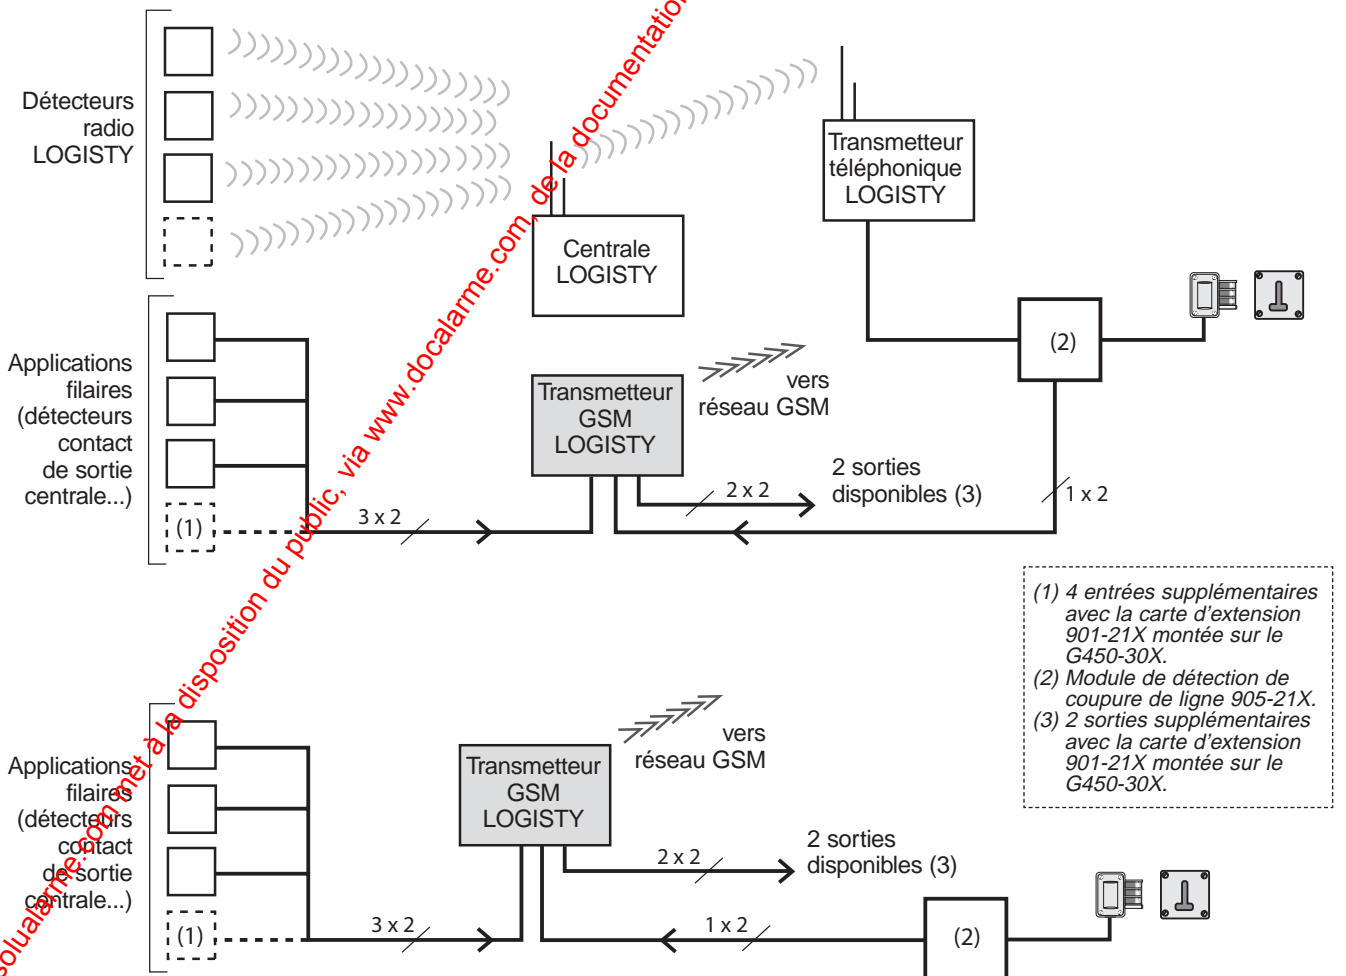 Détecteurs
radio
LOGISTY
Centrale
LOGISTY
Transmetteur
téléphonique
LOGISTY
(2)
Applications
filaires
(détecteurs
contact
de sortie
centrale...)
(1)
3 x 2
Transmetteur
GSM
LOGISTY
vers
réseau GSM
2 x 2
2 sorties
disponibles (3)
1 x 2
(1) 4 entrées supplémentaires
avec la carte d'extension
901-21X montée sur le
G450-30X.
(2) Module de détection de
coupure de ligne 905-21X.
(3) 2 sorties supplémentaires
avec la carte d'extension
901-21X montée sur le
G450-30X.
Applications
filaires
(détecteurs
contact
de sortie
centrale...)
(1)
3 x 2
Transmetteur
GSM
LOGISTY
vers
réseau GSM
2 x 2
2 sorties
disponibles (3)
1 x 2
(2)
solualarme.com met à la disposition du public, via www.docalarme.com, de la documentation